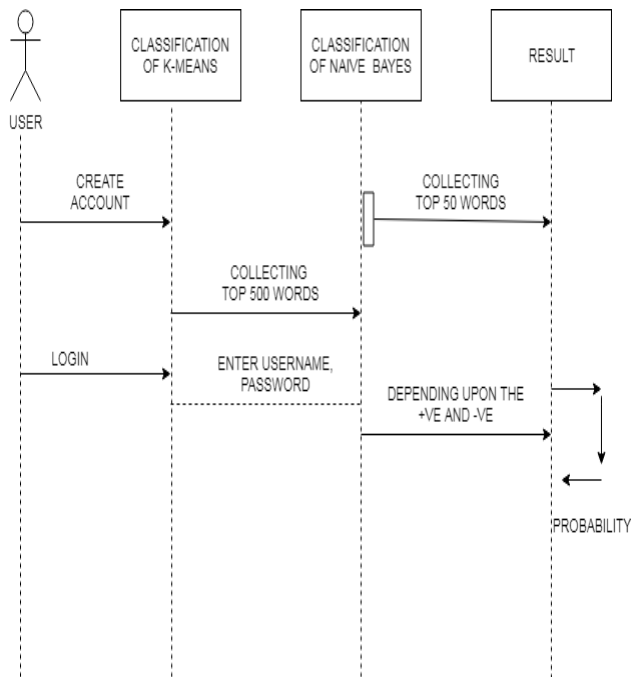 CLASSIFICATION
OF K-MEANS
CLASSIFICATION
OF NAIVE BAYES
RESULT
USER
CREATE
ACCOUNT
COLLECTING
TOP 50 WORDS
COLLECTING
TOP 500 WORDS
LOGIN
ENTER USERNAME,
PASSWORD
DEPENDING UPON THE
+VE AND -VE
PROBABILITY